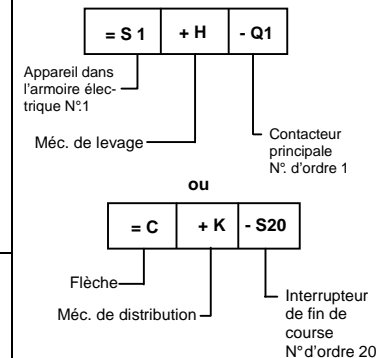 = S 1 + H - Q1
Appareil dans
l'armoire élec-
trique N°.1
Méc. de levage
Contacteur
principale
N°. d'ordre 1
ou
= C + K - S20
Flèche
Méc. de distribution
Interrupteur
de fin de
course
N° d'ordre 20